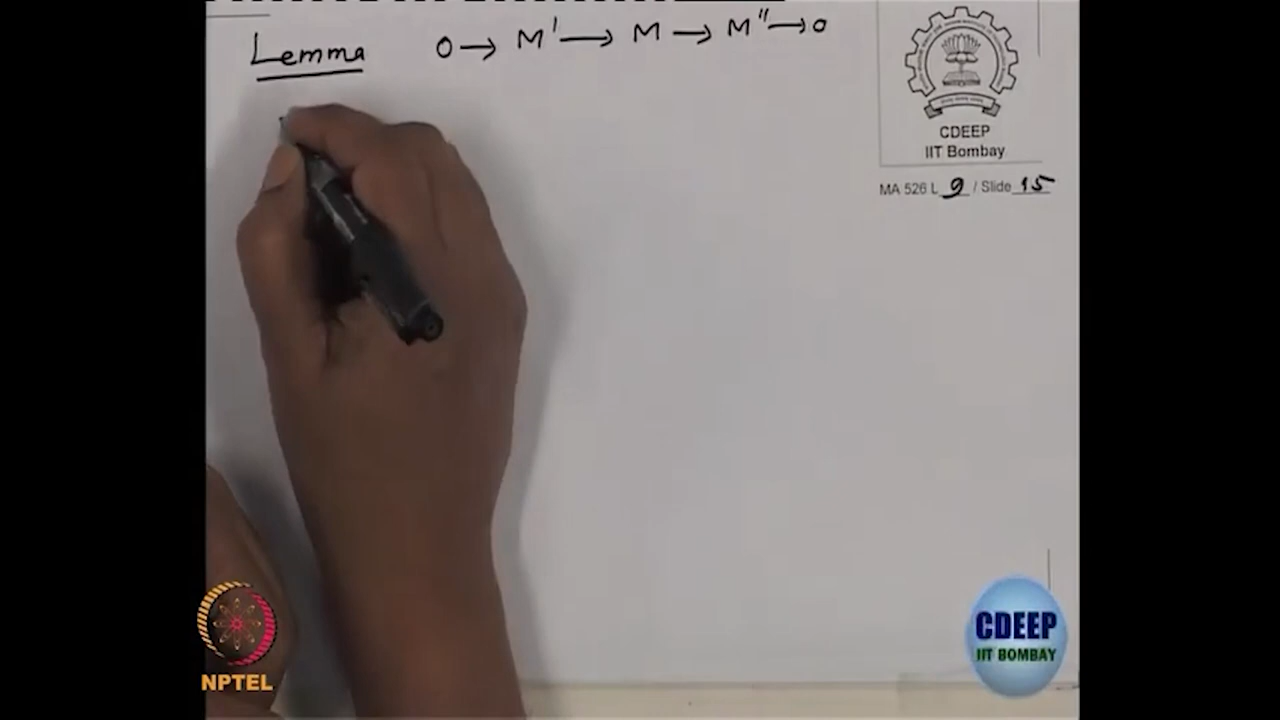 Lemma 0 → M' → M → M'' → 0
CDEEP
IIT Bombay
MA 526 L 9 / Slide 15
NPTEL
CDEEP
IIT BOMBAY